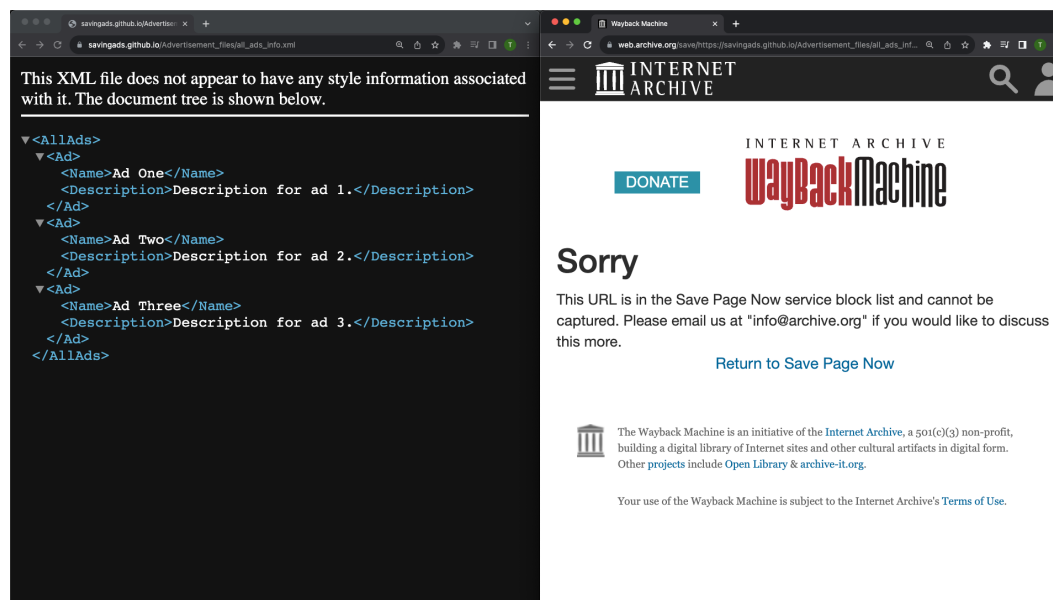 savingads.github.io/Advertisem
savingads.github.io/Advertisement_files/all_ads_info.xml
This XML file does not appear to have any style information associated
with it. The document tree is shown below.
▼<AllAds>
▼<Ad>
<Name>Ad One</Name>
<Description>Description for ad 1.</Description>
</Ad>
▼<Ad>
<Name>Ad Two</Name>
<Description>Description for ad 2.</Description>
</Ad>
▼<Ad>
<Name>Ad Three</Name>
<Description>Description for ad 3.</Description>
</Ad>
</AllAds>
Wayback Machine
web.archive.org/save/https://savingads.github.io/Advertisement_files/all_ads_inf...
INTERNET
ARCHIVE
INTERNET ARCHIVE
DONATE
WayBackMachine
Sorry
This URL is in the Save Page Now service block list and cannot be
captured. Please email us at "info@archive.org" if you would like to discuss
this more.
Return to Save Page Now
The Wayback Machine is an initiative of the Internet Archive, a 501(c)(3) non-profit,
building a digital library of Internet sites and other cultural artifacts in digital form.
Other projects include Open Library & archive-it.org.
Your use of the Wayback Machine is subject to the Internet Archive's Terms of Use.